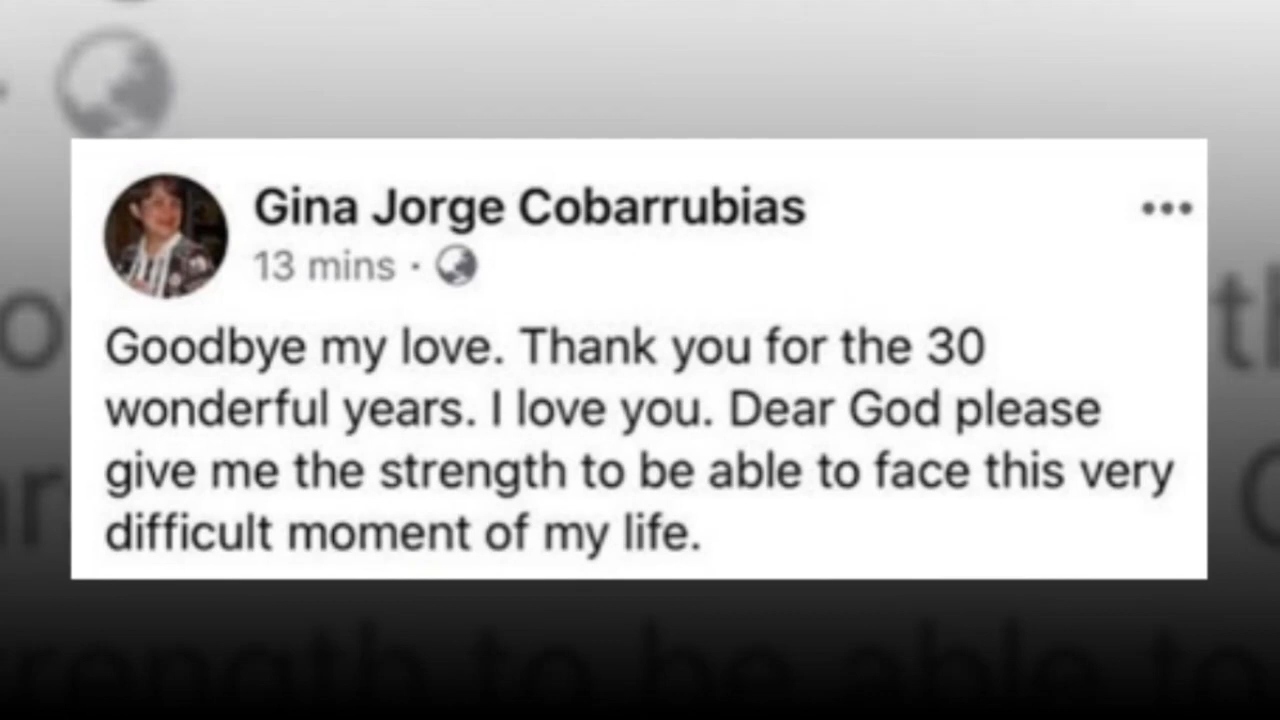 Gina Jorge Cobarrubias
13 mins ·
Goodbye my love. Thank you for the 30
wonderful years. I love you. Dear God please
give me the strength to be able to face this very
difficult moment of my life.